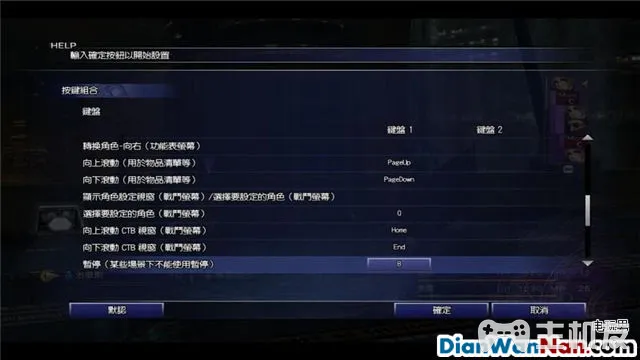 HELP
輸入確定按鈕以開始設置
按鍵組合
鍵盤
鍵盤 1 鍵盤 2
轉換角色-向右（功能表螢幕）
向上滾動（用於物品清單等） PageUp
向下滾動（用於物品清單等） PageDown
顯示角色設定視窗（戰鬥螢幕）/選擇要設定的角色（戰鬥螢幕）
選擇要設定的角色（戰鬥螢幕）
向上滾動 CTB 視窗（戰鬥螢幕） Home
向下滾動 CTB 視窗（戰鬥螢幕） End
暫停（某些場景下不能使用暫停） B
默認 確定 取消
电玩男
主机友
DianWanNan.com